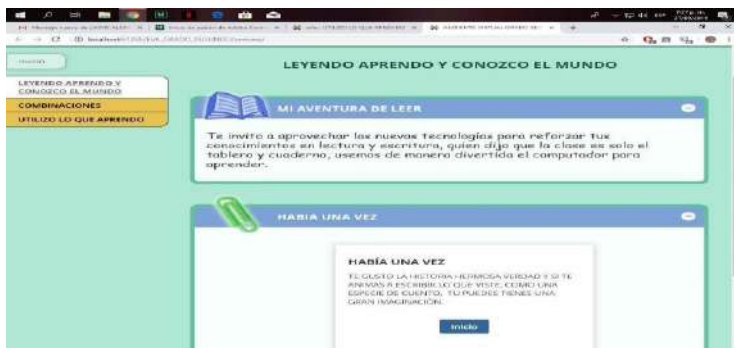 LEYENDO APRENDO Y CONOZCO EL MUNDO
LEYENDO APRENDO Y
CONOZCO EL MUNDO
COMBINACIONES
UTILIZO LO QUE APRENDO
MI AVENTURA DE LEER
Te invito a aprovechar las nuevas tecnologías para reforzar tus
conocimientos en lectura y escritura, quien dijo que la clase es solo el
tablero y cuaderno, usemos de manera divertida el computador para
aprender.
HABIA UNA VEZ
HABÍA UNA VEZ
TE GUSTO LA HISTORIA HERMOSA VERDAD Y SI TE
ANIMAS A ESCRIBIR LO QUE VISTE, COMO UNA
ESPECIE DE CUENTO, TU PUEDES TIENES UNA
GRAN IMAGINACIÓN.
Inicio